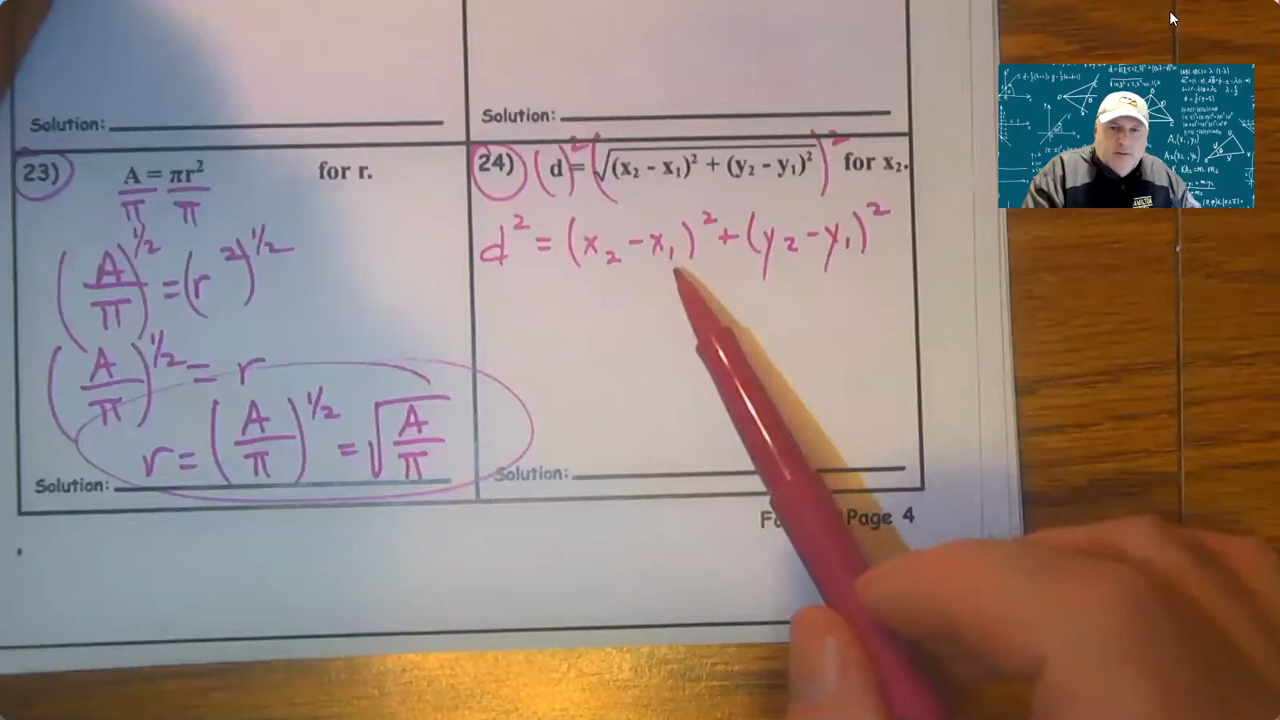 Solution:
Solution:
23) A = πr² for r.
π π
(A/π)^1/2 = (r²)^1/2
(A/π)^1/2 = r
r = (A/π)^1/2 = √(A/π)
Solution:
24) (d)² = (√(x₂ - x₁)² + (y₂ - y₁)²)² for x₂.
d² = (x₂ - x₁)² + (y₂ - y₁)²
Solution:
Page 4